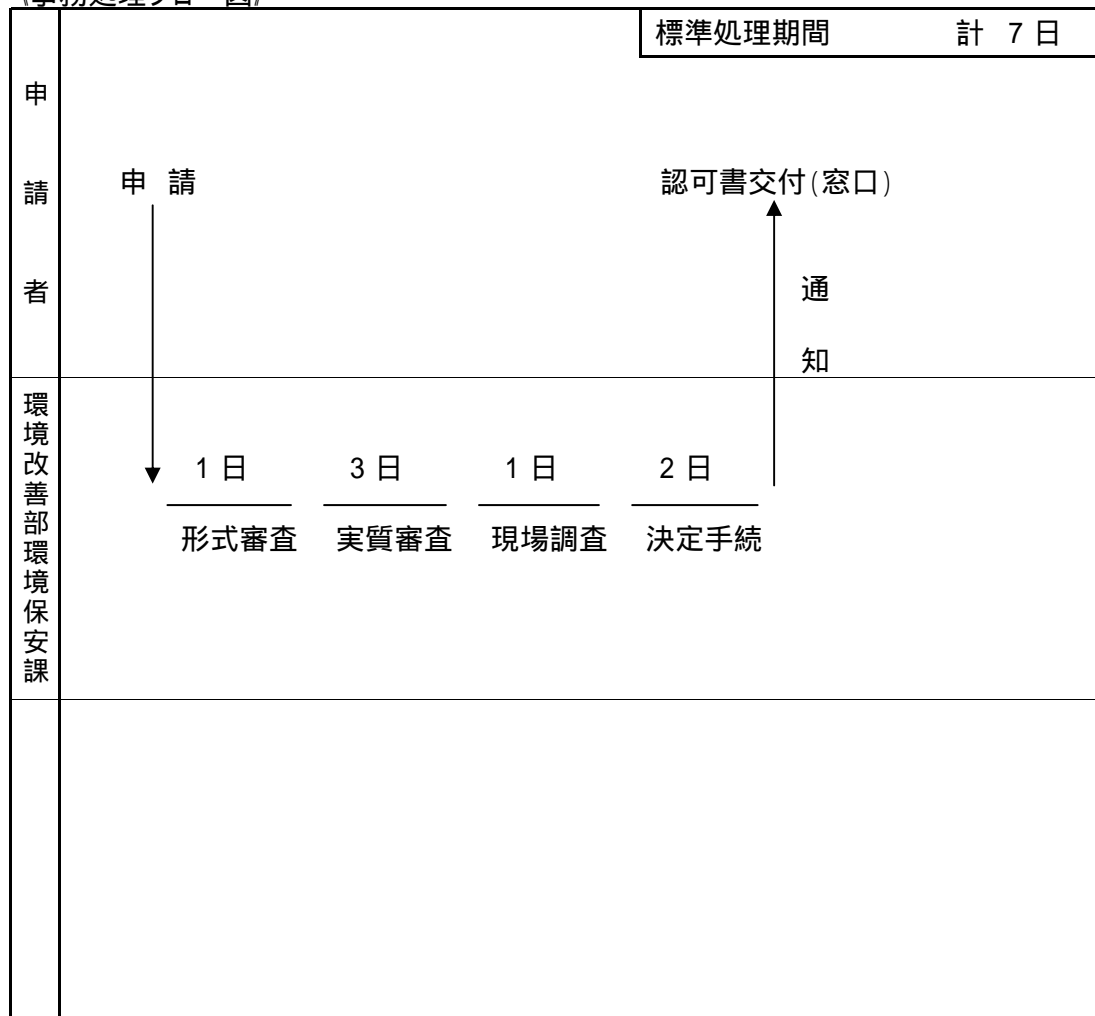 標準処理期間 計 7 日
申請者
申 請
認可書交付(窓口)
通知
環境改善部環境保安課
1 日 3 日 1 日 2 日
形式審査 実質審査 現場調査 決定手続